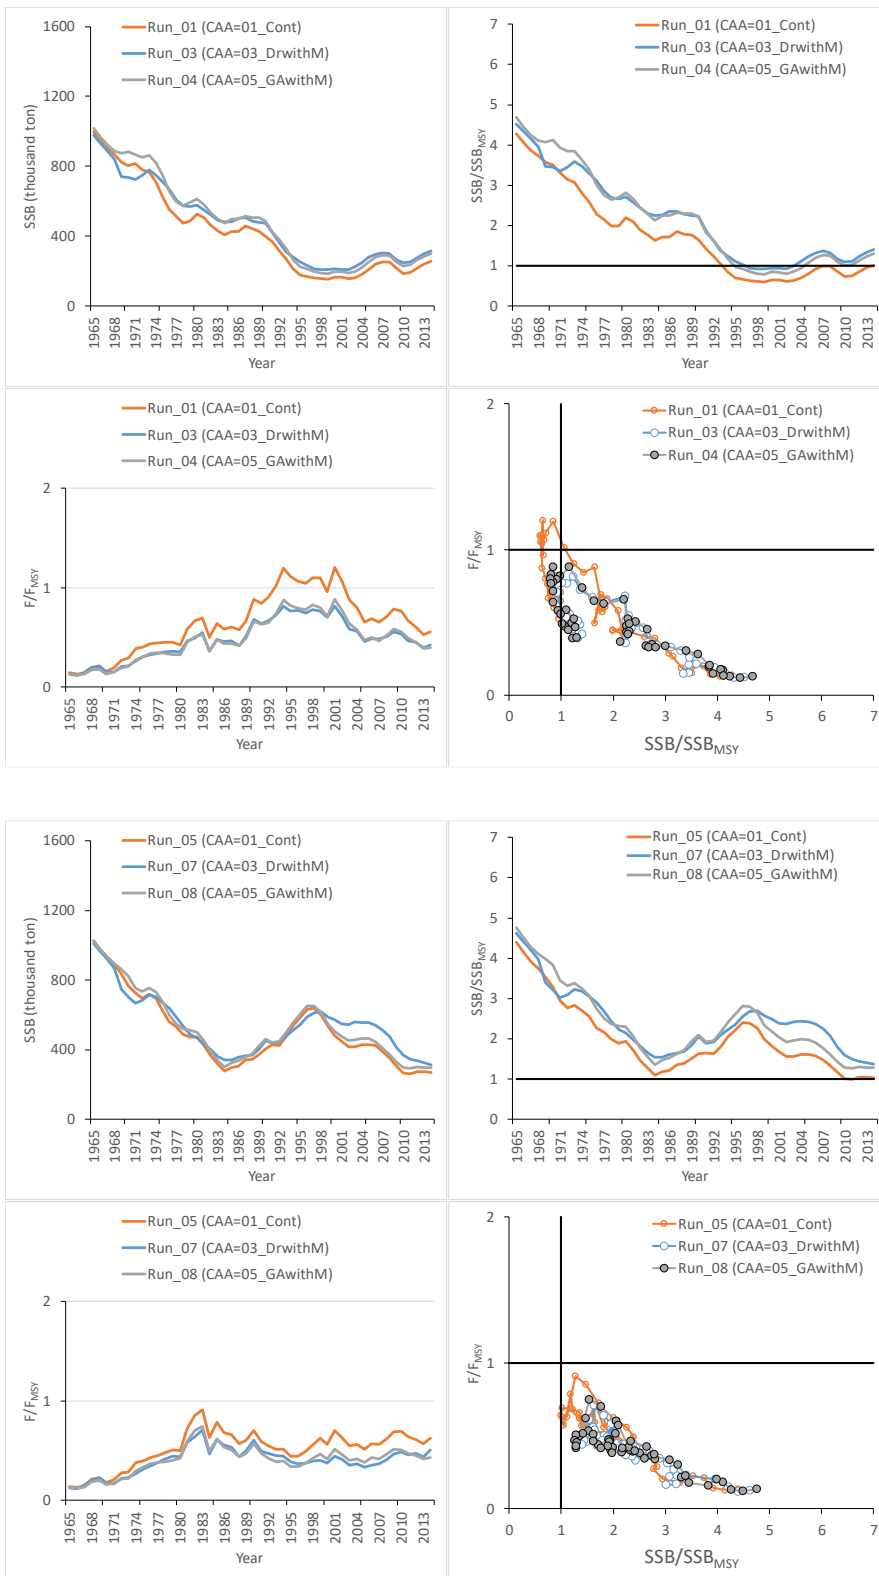 Run_01 (CAA=01_Cont)
Run_03 (CAA=03_DrwithM)
Run_04 (CAA=05_GAwithM)
SSB (thousand ton)
1600
1200
800
400
0
1965 1968 1971 1974 1977 1980 1983 1986 1989 1992 1995 1998 2001 2004 2007 2010 2013
Year
Run_01 (CAA=01_Cont)
Run_03 (CAA=03_DrwithM)
Run_04 (CAA=05_GAwithM)
SSB/SSBMSY
7
6
5
4
3
2
1
0
1965 1968 1971 1974 1977 1980 1983 1986 1989 1992 1995 1998 2001 2004 2007 2010 2013
Year
Run_01 (CAA=01_Cont)
Run_03 (CAA=03_DrwithM)
Run_04 (CAA=05_GAwithM)
F/FMSY
2
1
0
1965 1968 1971 1974 1977 1980 1983 1986 1989 1992 1995 1998 2001 2004 2007 2010 2013
Year
Run_01 (CAA=01_Cont)
Run_03 (CAA=03_DrwithM)
Run_04 (CAA=05_GAwithM)
F/FMSY
2
1
0
0 1 2 3 4 5 6 7
SSB/SSBMSY
Run_05 (CAA=01_Cont)
Run_07 (CAA=03_DrwithM)
Run_08 (CAA=05_GAwithM)
SSB (thousand ton)
1600
1200
800
400
0
1965 1968 1971 1974 1977 1980 1983 1986 1989 1992 1995 1998 2001 2004 2007 2010 2013
Year
Run_05 (CAA=01_Cont)
Run_07 (CAA=03_DrwithM)
Run_08 (CAA=05_GAwithM)
SSB/SSBMSY
7
6
5
4
3
2
1
0
1965 1968 1971 1974 1977 1980 1983 1986 1989 1992 1995 1998 2001 2004 2007 2010 2013
Year
Run_05 (CAA=01_Cont)
Run_07 (CAA=03_DrwithM)
Run_08 (CAA=05_GAwithM)
F/FMSY
2
1
0
1965 1968 1971 1974 1977 1980 1983 1986 1989 1992 1995 1998 2001 2004 2007 2010 2013
Year
Run_05 (CAA=01_Cont)
Run_07 (CAA=03_DrwithM)
Run_08 (CAA=05_GAwithM)
F/FMSY
2
1
0
0 1 2 3 4 5 6 7
SSB/SSBMSY